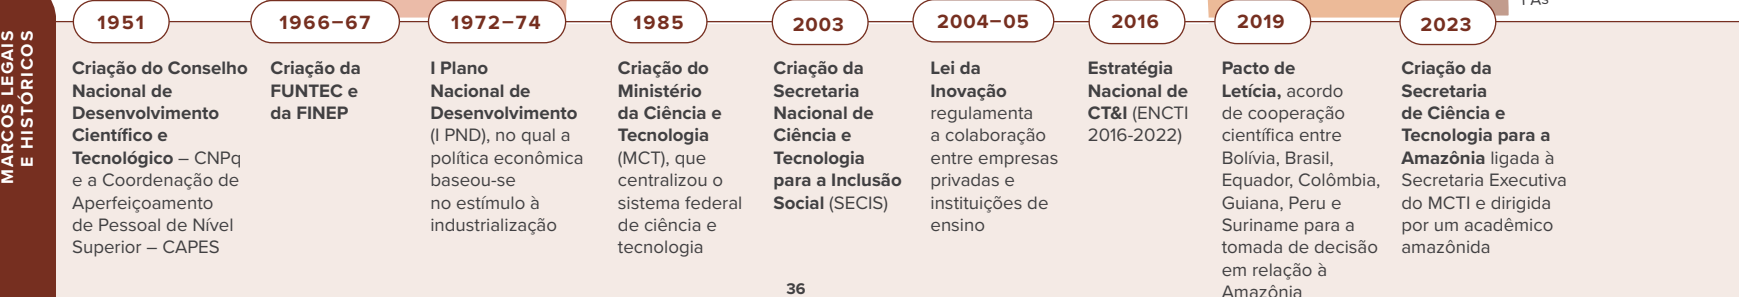 MARCOS LEGAIS
E HISTÓRICOS
1951
Criação do Conselho
Nacional de
Desenvolvimento
Científico e
Tecnológico – CNPq
e a Coordenação de
Aperfeiçoamento
de Pessoal de Nível
Superior – CAPES
1966–67
Criação da
FUNTEC e
da FINEP
1972–74
I Plano
Nacional de
Desenvolvimento
(I PND), no qual a
política econômica
baseou-se
no estímulo à
industrialização
1985
Criação do
Ministério
da Ciência e
Tecnologia
(MCT), que
centralizou o
sistema federal
de ciência e
tecnologia
2003
Criação da
Secretaria
Nacional de
Ciência e
Tecnologia
para a Inclusão
Social (SECIS)
2004–05
Lei da
Inovação
regulamenta
a colaboração
entre empresas
privadas e
instituições de
ensino
2016
Estratégia
Nacional de
CT&I (ENCTI
2016-2022)
2019
Pacto de
Letícia, acordo
de cooperação
científica entre
Bolívia, Brasil,
Equador, Colômbia,
Guiana, Peru e
Suriname para a
tomada de decisão
em relação à
Amazônia
2023
Criação da
Secretaria
de Ciência e
Tecnologia para a
Amazônia ligada à
Secretaria Executiva
do MCTI e dirigida
por um acadêmico
amazônida
36